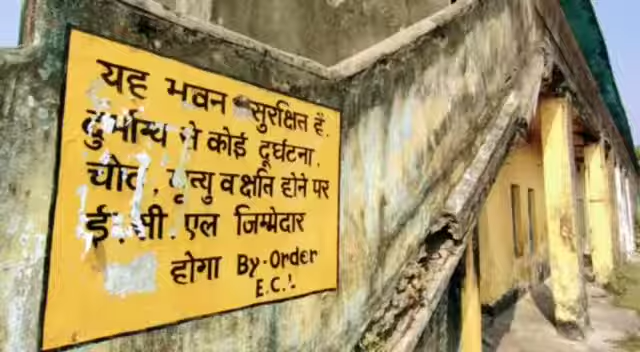 यह भवन सुरक्षित है.
दुर्भाग्य से कोई दूर्घटना,
चोट, मृत्यु व क्षति होने पर
ई.सी.एल जिम्मेदार
होगा By-Order
E.C.L